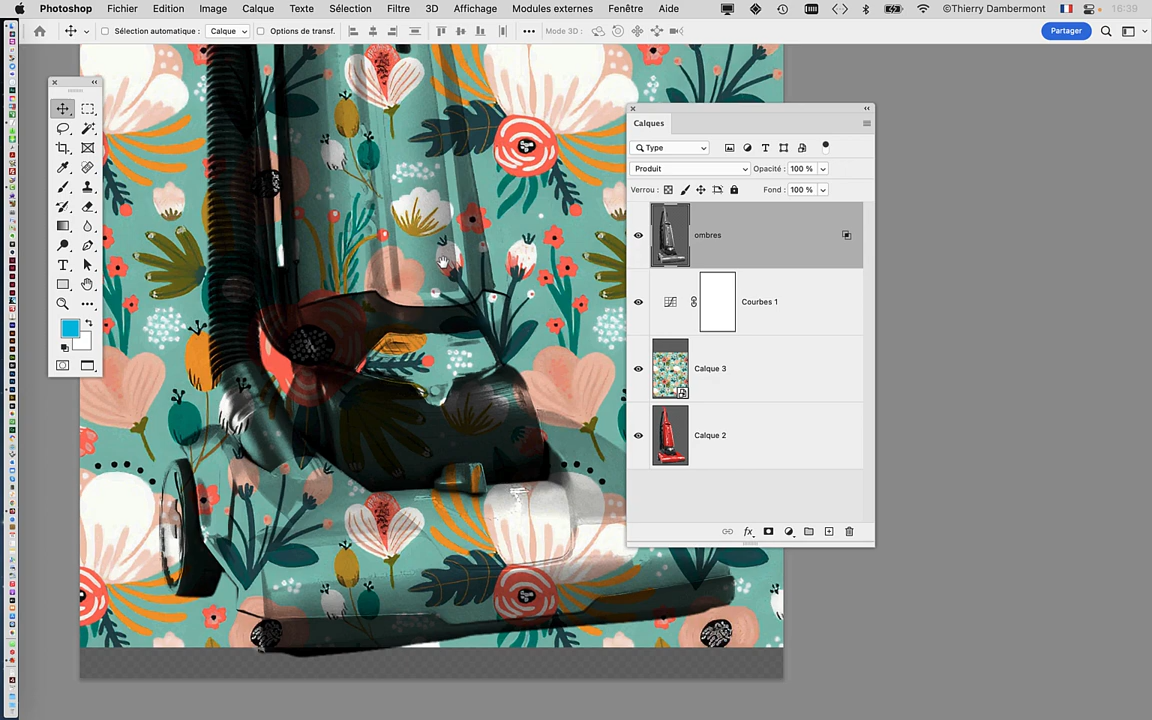 Photoshop Fichier Edition Image Calque Texte Sélection Filtre 3D Affichage Modules externes Fenêtre Aide ©Thierry Dambermont 16:39
Sélection automatique : Calque Options de transf. Mode 3D : Partager
Calques
Type
Produit Opacité : 100 %
Verrou : Fond : 100 %
ombres
Courbes 1
Calque 3
Calque 2